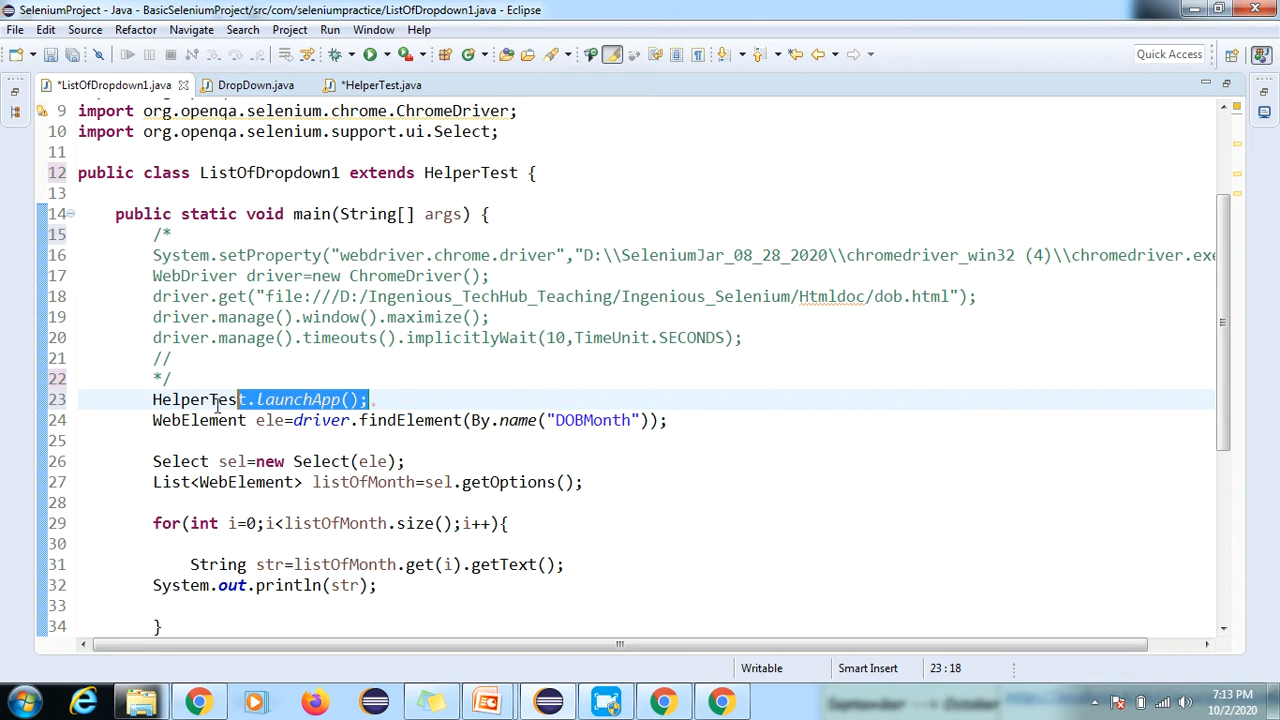 SeleniumProject - Java - BasicSeleniumProject/src/com/seleniumpractice/ListOfDropdown1.java - Eclipse
File Edit Source Refactor Navigate Search Project Run Window Help
Quick Access
*ListOfDropdown1.java DropDown.java *HelperTest.java
9 import org.openqa.selenium.chrome.ChromeDriver;
10 import org.openqa.selenium.support.ui.Select;
11
12 public class ListOfDropdown1 extends HelperTest {
13
14 public static void main(String[] args) {
15 /*
16 System.setProperty("webdriver.chrome.driver","D:\\SeleniumJar_08_28_2020\\chromedriver_win32 (4)\\chromedriver.exe
17 WebDriver driver=new ChromeDriver();
18 driver.get("file:///D:/Ingenious_TechHub_Teaching/Ingenious_Selenium/Htmldoc/dob.html");
19 driver.manage().window().maximize();
20 driver.manage().timeouts().implicitlyWait(10,TimeUnit.SECONDS);
21 //
22 */
23 HelperTest.launchApp();
24 WebElement ele=driver.findElement(By.name("DOBMonth"));
26 Select sel=new Select(ele);
27 List<WebElement> listOfMonth=sel.getOptions();
28
29 for(int i=0;i<listOfMonth.size();i++){
30
31 String str=listOfMonth.get(i).getText();
32 System.out.println(str);
33
34 }
Writable Smart Insert 23 : 18
September October
7:13 PM
10/2/2020